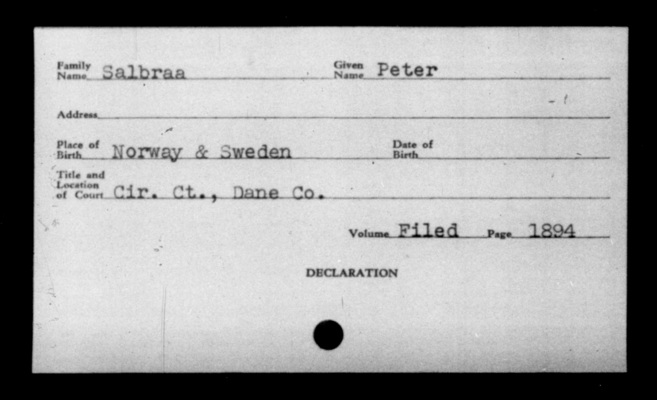 Family Name Salbraa Given Name Peter
Address
Place of Birth Norway & Sweden Date of Birth
Title and Location of Court Cir. Ct., Dane Co.
Volume Filed Page 1894
DECLARATION